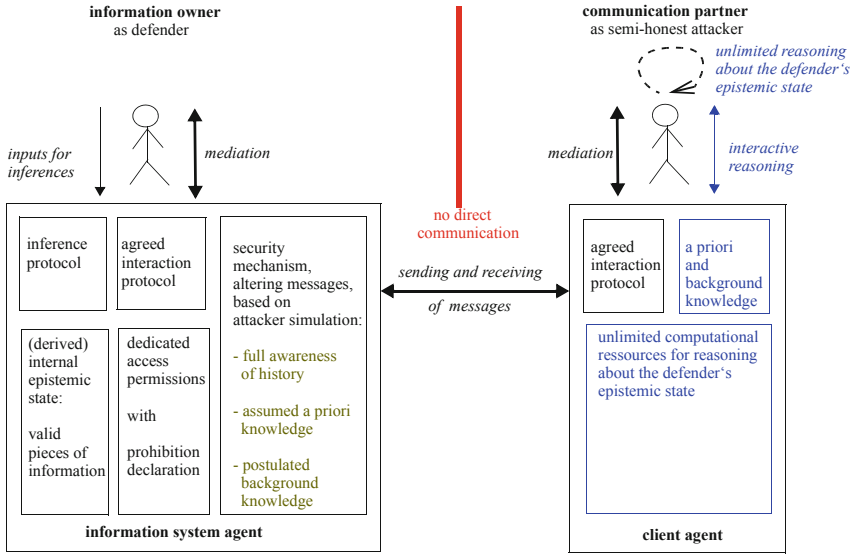 information owner
as defender
communication partner
as semi-honest attacker
unlimited reasoning
about the defender‘s
epistemic state
inputs for
inferences
mediation
mediation
interactive
reasoning
no direct
communication
sending and receiving
of messages
inference
protocol
agreed
interaction
protocol
security
mechanism,
altering messages,
based on
attacker simulation:
- full awareness
of history
- assumed a priori
knowledge
- postulated
background
knowledge
(derived)
internal
epistemic
state:
valid
pieces of
information
dedicated
access
permissions
with
prohibition
declaration
information system agent
agreed
interaction
protocol
a priori
and
background
knowledge
unlimited computational
ressources for reasoning
about the defender‘s
epistemic state
client agent